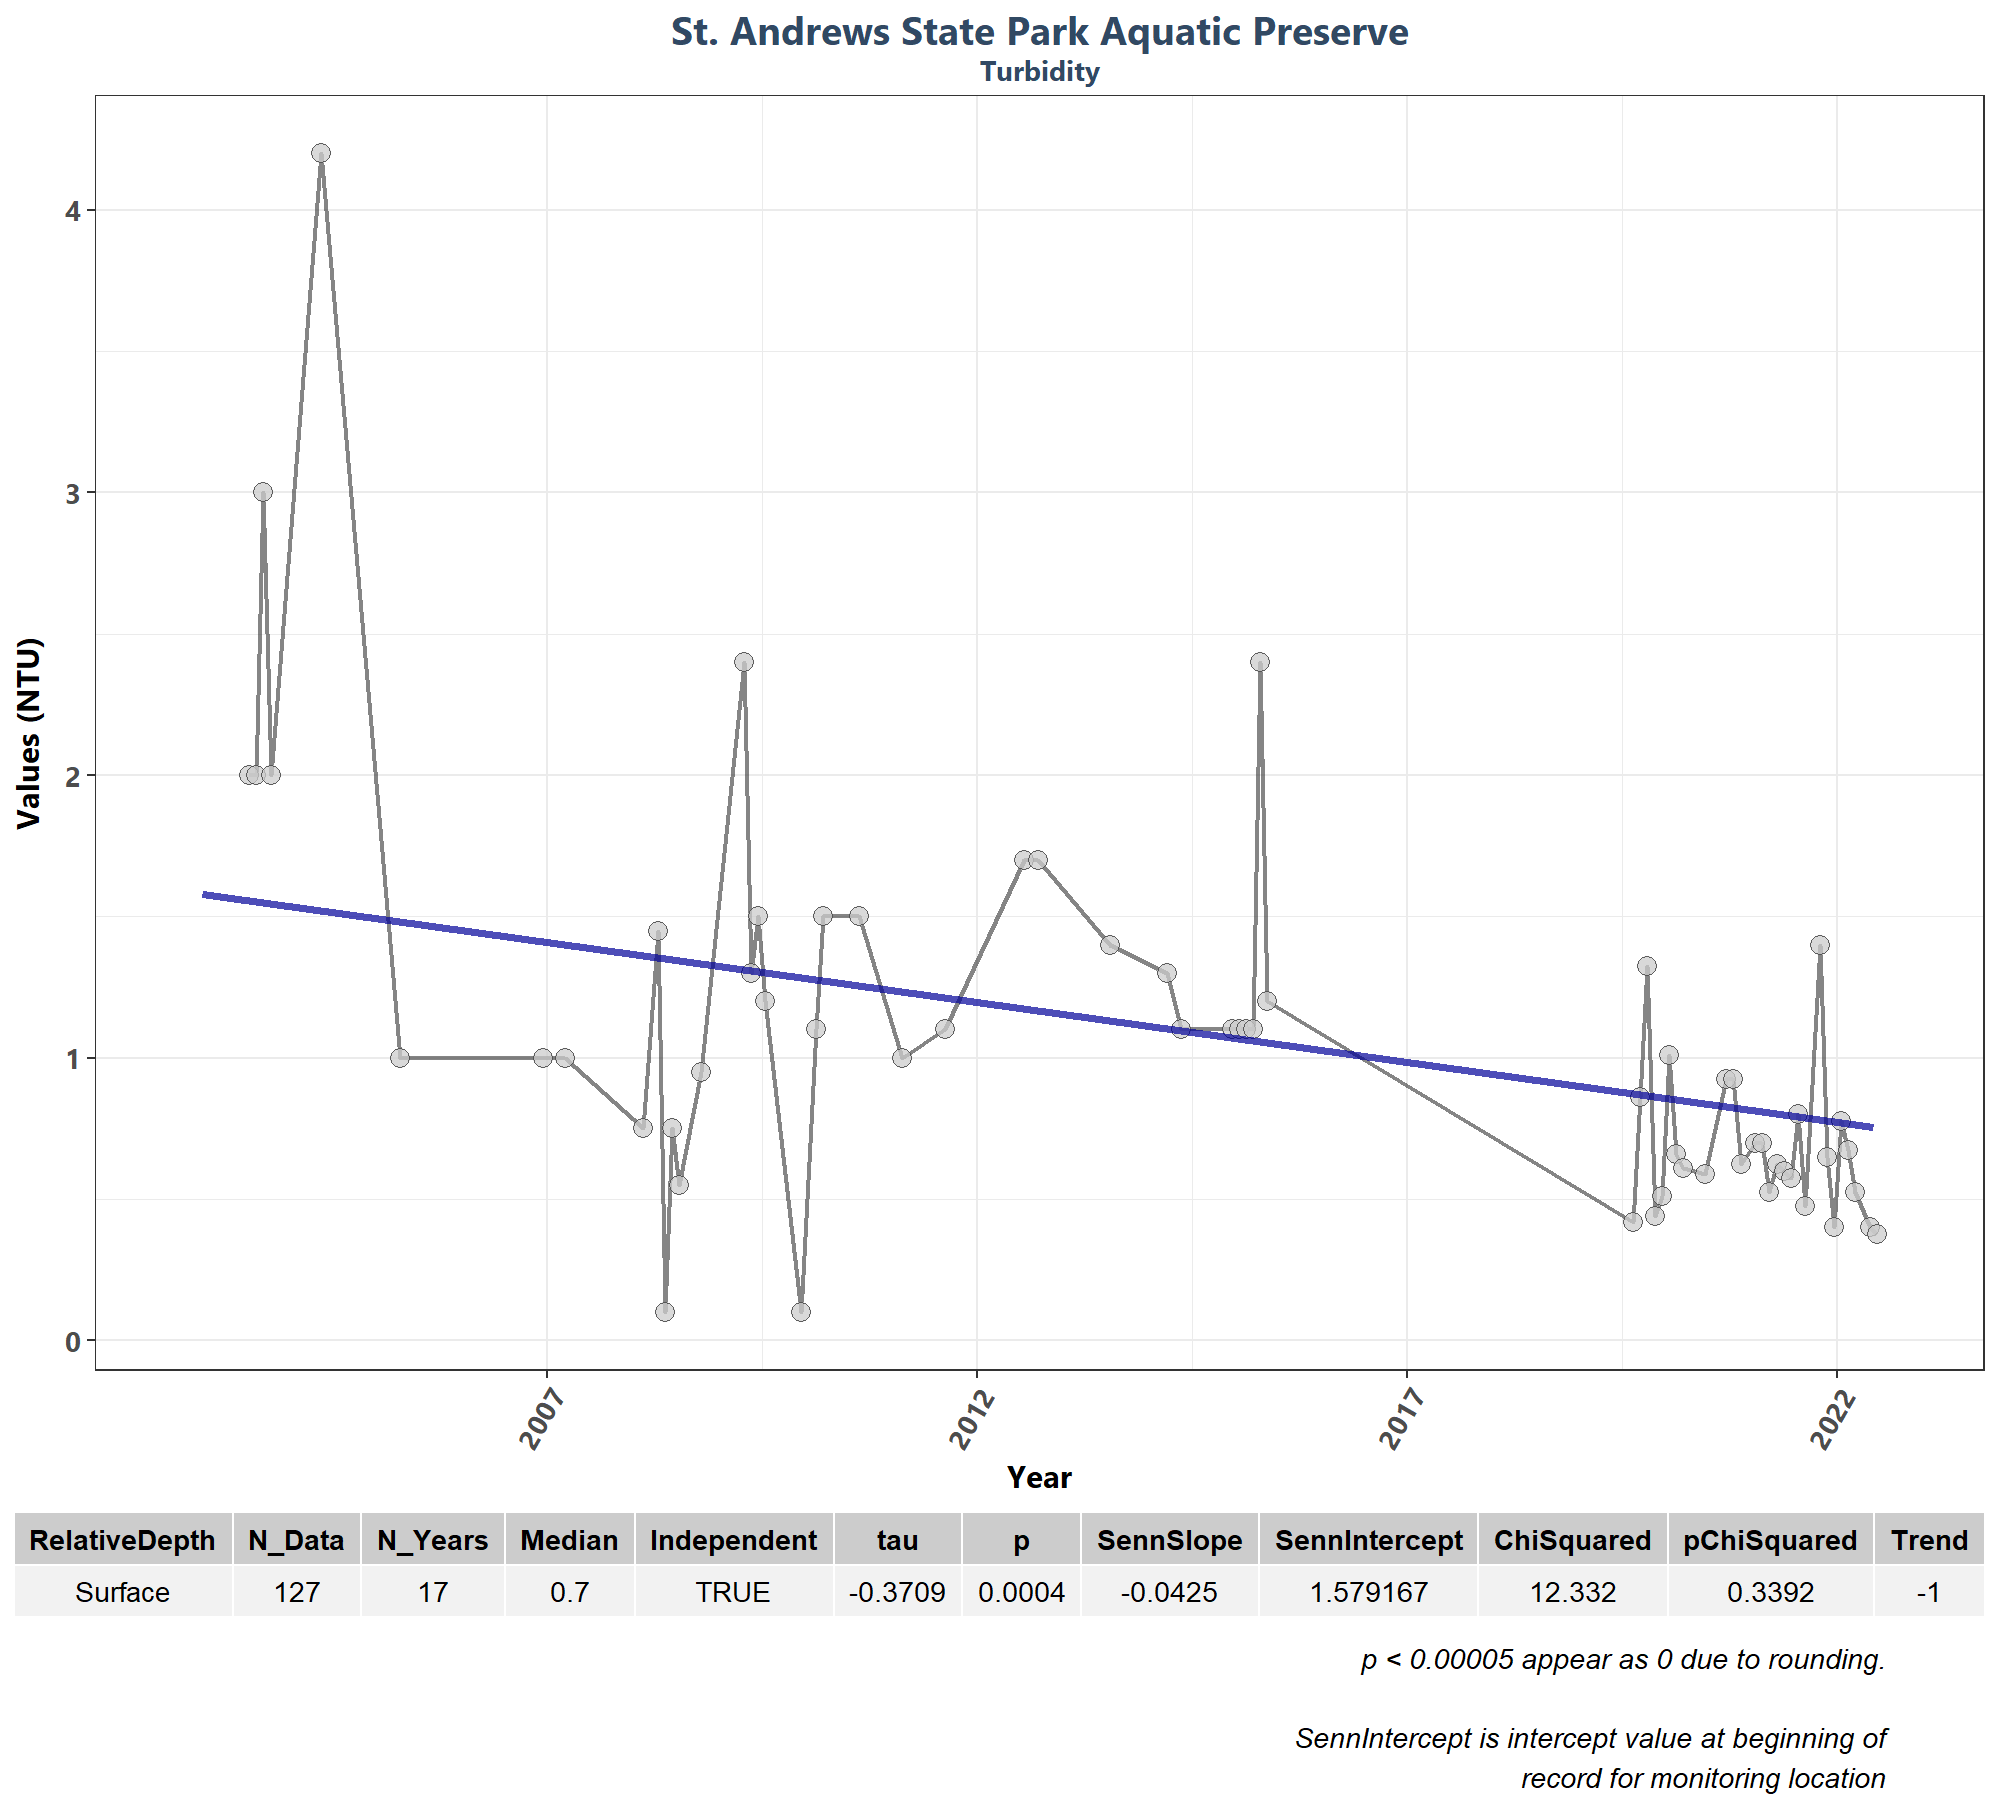 St. Andrews State Park Aquatic Preserve
Turbidity
Values (NTU)
4
3
2
1
0
2007 2012 2017 2022
Year
RelativeDepth N_Data N_Years Median Independent tau p SennSlope SennIntercept ChiSquared pChiSquared Trend
Surface 127 17 0.7 TRUE -0.3709 0.0004 -0.0425 1.579167 12.332 0.3392 -1
p < 0.00005 appear as 0 due to rounding.
SennIntercept is intercept value at beginning of
record for monitoring location